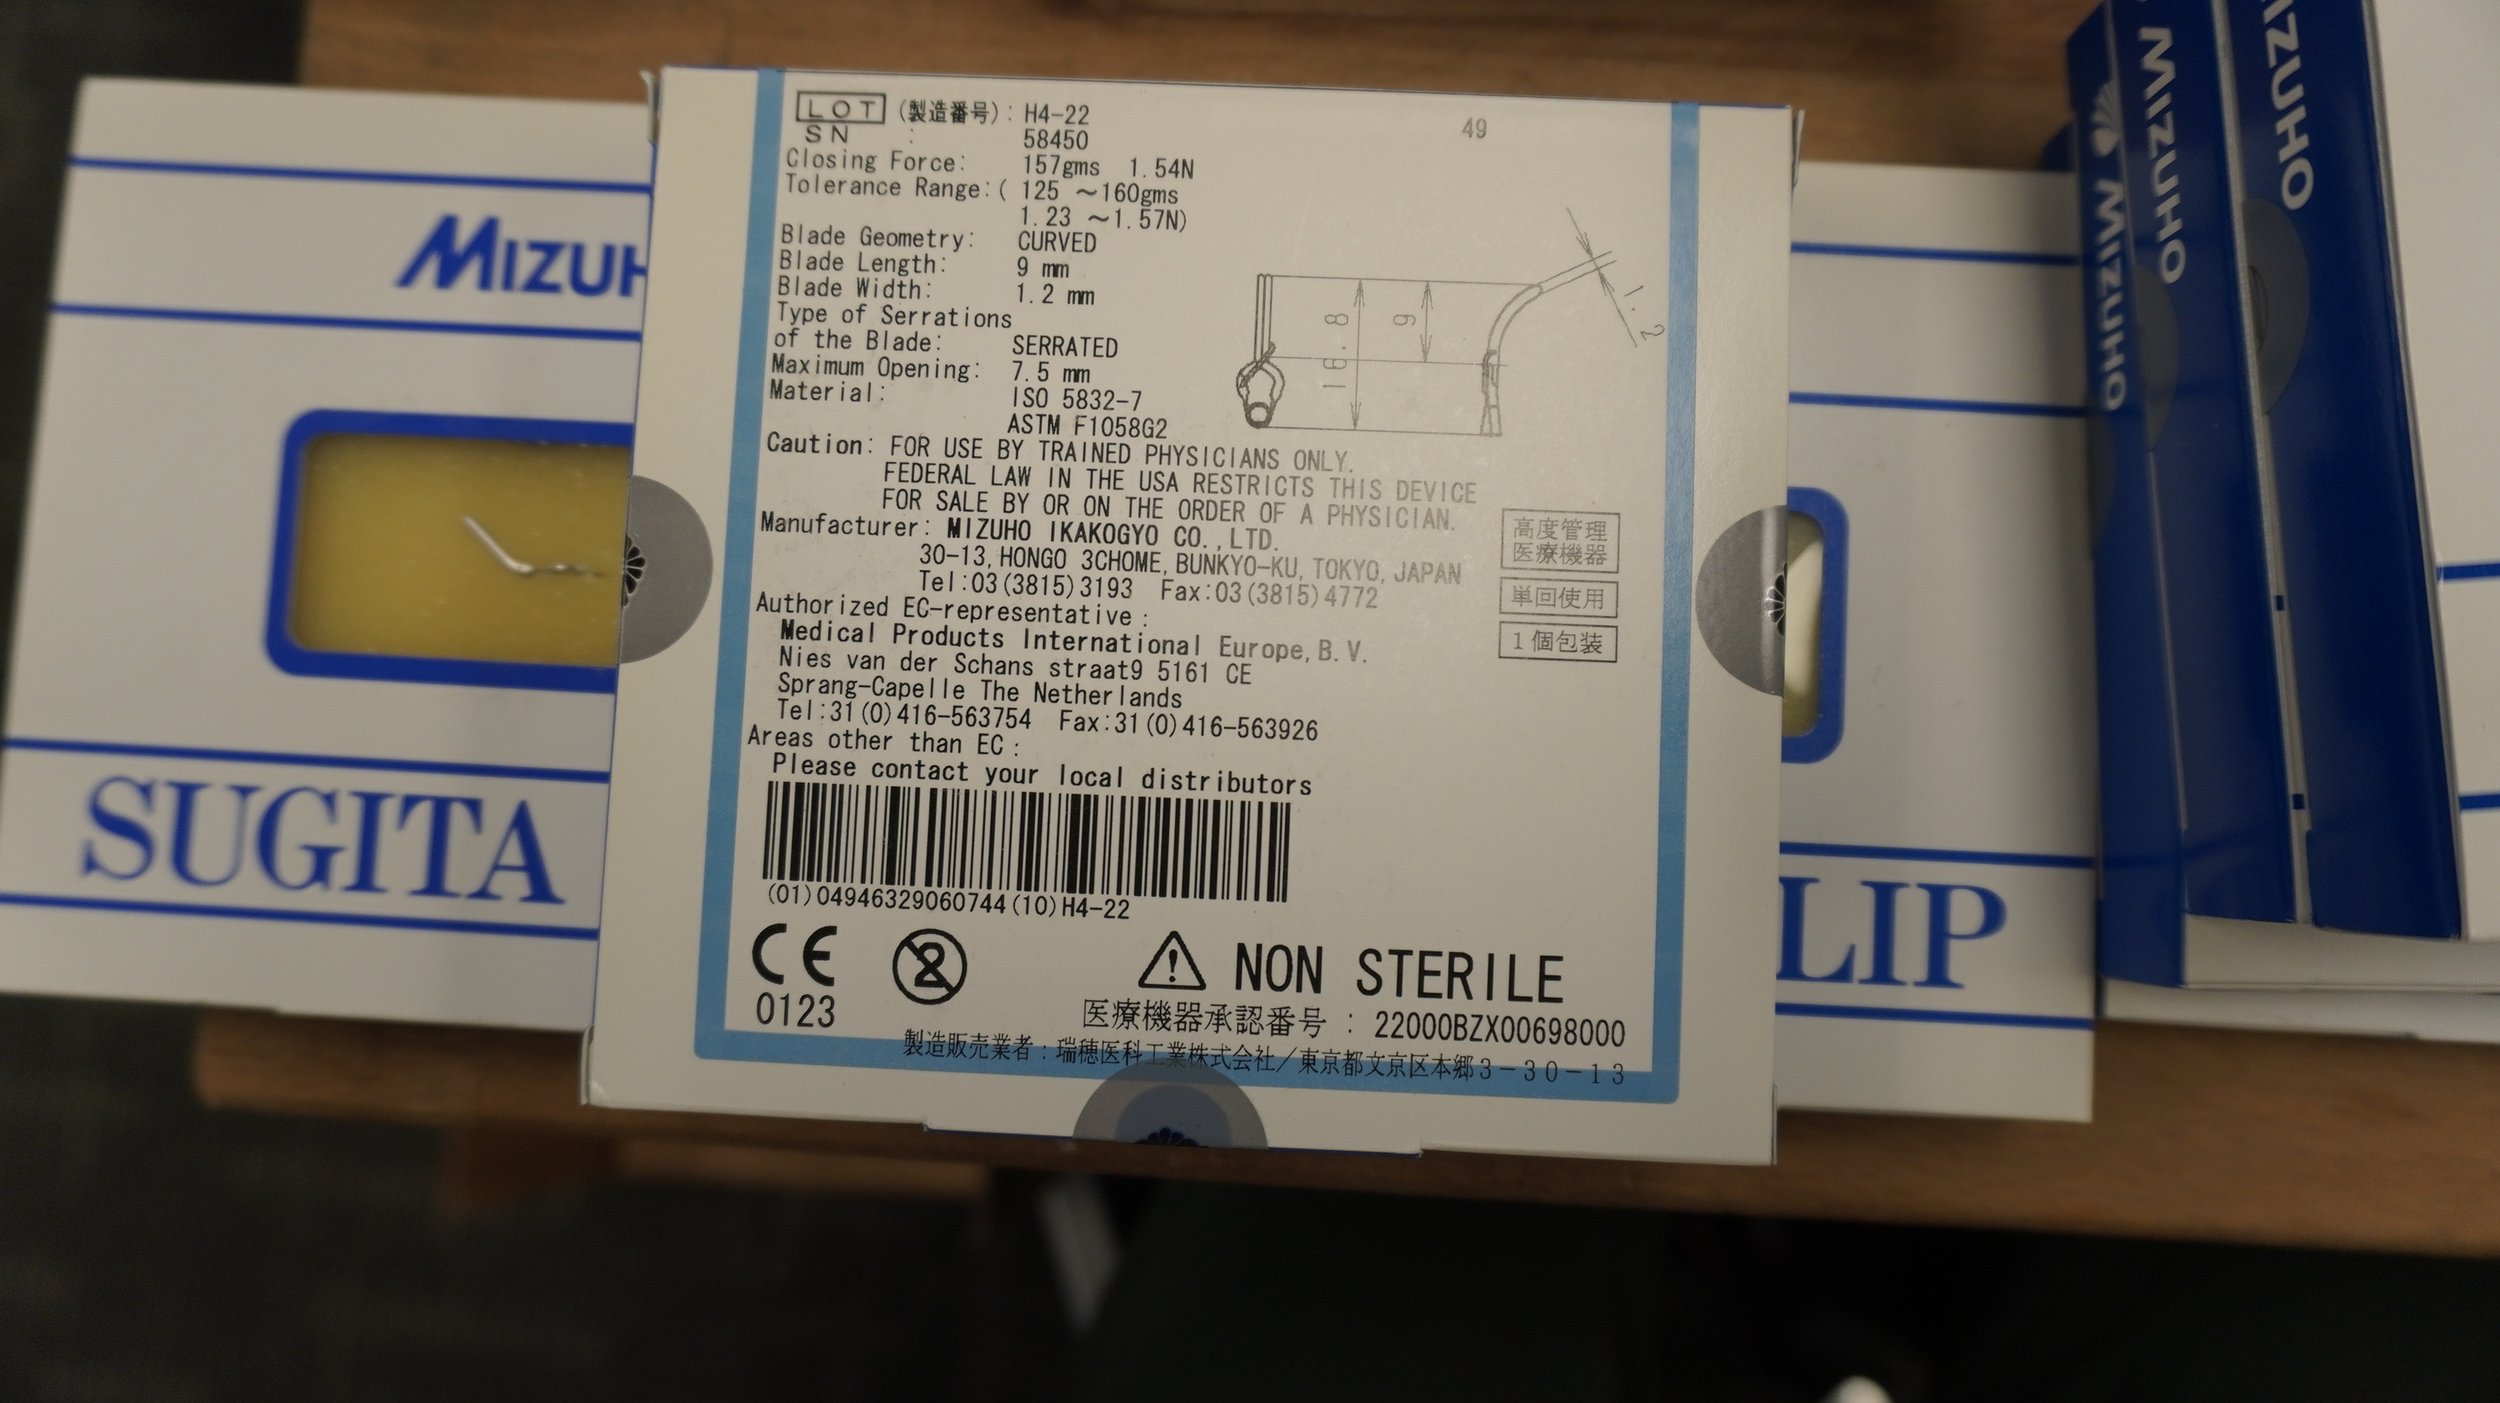 LOT (製造番号): H4-22
SN : 58450
49
Closing Force: 157gms 1.54N
Tolerance Range:( 125 ～160gms
1.23 ～1.57N)
Blade Geometry: CURVED
Blade Length: 9 mm
Blade Width: 1.2 mm
Type of Serrations
of the Blade: SERRATED
Maximum Opening: 7.5 mm
Material: ISO 5832-7
ASTM F1058G2
16.8
9
1.2
Caution: FOR USE BY TRAINED PHYSICIANS ONLY.
FEDERAL LAW IN THE USA RESTRICTS THIS DEVICE
FOR SALE BY OR ON THE ORDER OF A PHYSICIAN.
Manufacturer: MIZUHO IKAKOGYO CO.,LTD.
30-13,HONGO 3CHOME,BUNKYO-KU,TOKYO,JAPAN
Tel:03(3815)3193 Fax:03(3815)4772
高度管理
医療機器
単回使用
1個包装
Authorized EC-representative:
Medical Products International Europe,B.V.
Nies van der Schans straat9 5161 CE
Sprang-Capelle The Netherlands
Tel:31(0)416-563754 Fax:31(0)416-563926
Areas other than EC:
Please contact your local distributors
(01)04946329060744(10)H4-22
CE
0123
2
NON STERILE
医療機器承認番号 : 22000BZX00698000
製造販売業者:瑞穂医科工業株式会社／東京都文京区本郷3-30-13
MIZUH
SUGITA
LIP
MIZUHO
MIZUHO
IZUHO